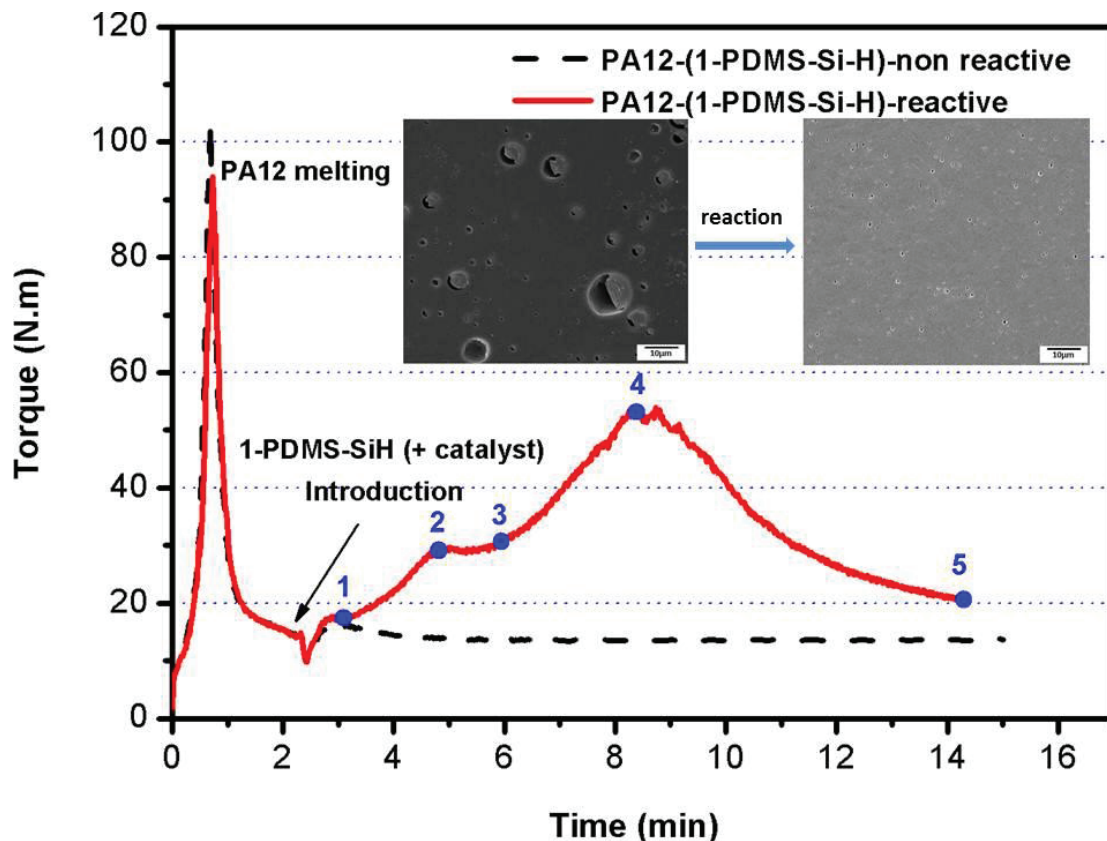 120
100
80
60
40
20
0
Torque (N.m)
PA12-(1-PDMS-Si-H)-non reactive
PA12-(1-PDMS-Si-H)-reactive
PA12 melting
reaction
10µm
10µm
1-PDMS-SiH (+ catalyst)
Introduction
1
2
3
4
5
0 2 4 6 8 10 12 14 16
Time (min)